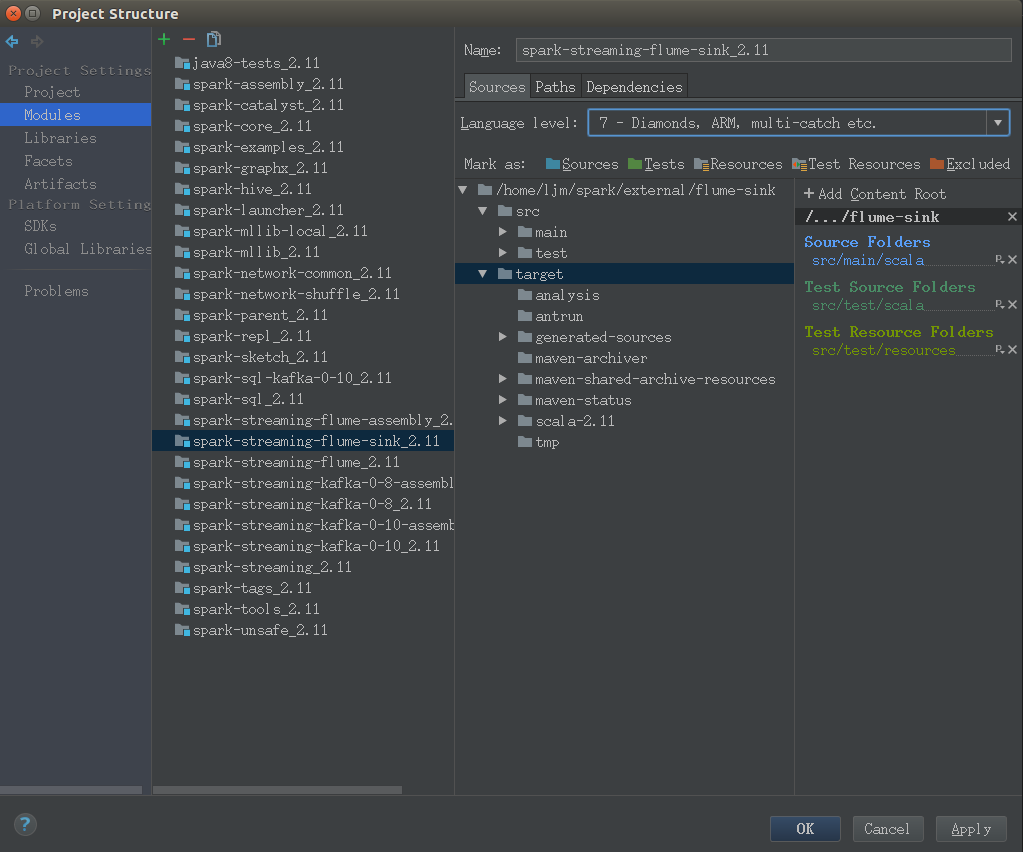 Project Structure
Project Settings
Project
Modules
Libraries
Facets
Artifacts
Platform Setting
SDKs
Global Libraries
Problems
java8-tests_2.11
spark-assembly_2.11
spark-catalyst_2.11
spark-core_2.11
spark-examples_2.11
spark-graphx_2.11
spark-hive_2.11
spark-launcher_2.11
spark-mllib-local_2.11
spark-mllib_2.11
spark-network-common_2.11
spark-network-shuffle_2.11
spark-parent_2.11
spark-repl_2.11
spark-sketch_2.11
spark-sql-kafka-0-10_2.11
spark-sql_2.11
spark-streaming-flume-assembly_2.
spark-streaming-flume-sink_2.11
spark-streaming-flume_2.11
spark-streaming-kafka-0-8-assembl
spark-streaming-kafka-0-8_2.11
spark-streaming-kafka-0-10-assemb
spark-streaming-kafka-0-10_2.11
spark-streaming_2.11
spark-tags_2.11
spark-tools_2.11
spark-unsafe_2.11
Name: spark-streaming-flume-sink_2.11
Sources Paths Dependencies
Language level: 7 - Diamonds, ARM, multi-catch etc.
Mark as: Sources Tests Resources Test Resources Excluded
/home/ljm/spark/external/flume-sink
src
main
test
target
analysis
antrun
generated-sources
maven-archiver
maven-shared-archive-resources
maven-status
scala-2.11
tmp
+ Add Content Root
/.../flume-sink
Source Folders
src/main/scala
Test Source Folders
src/test/scala
Test Resource Folders
src/test/resources
? OK Cancel Apply